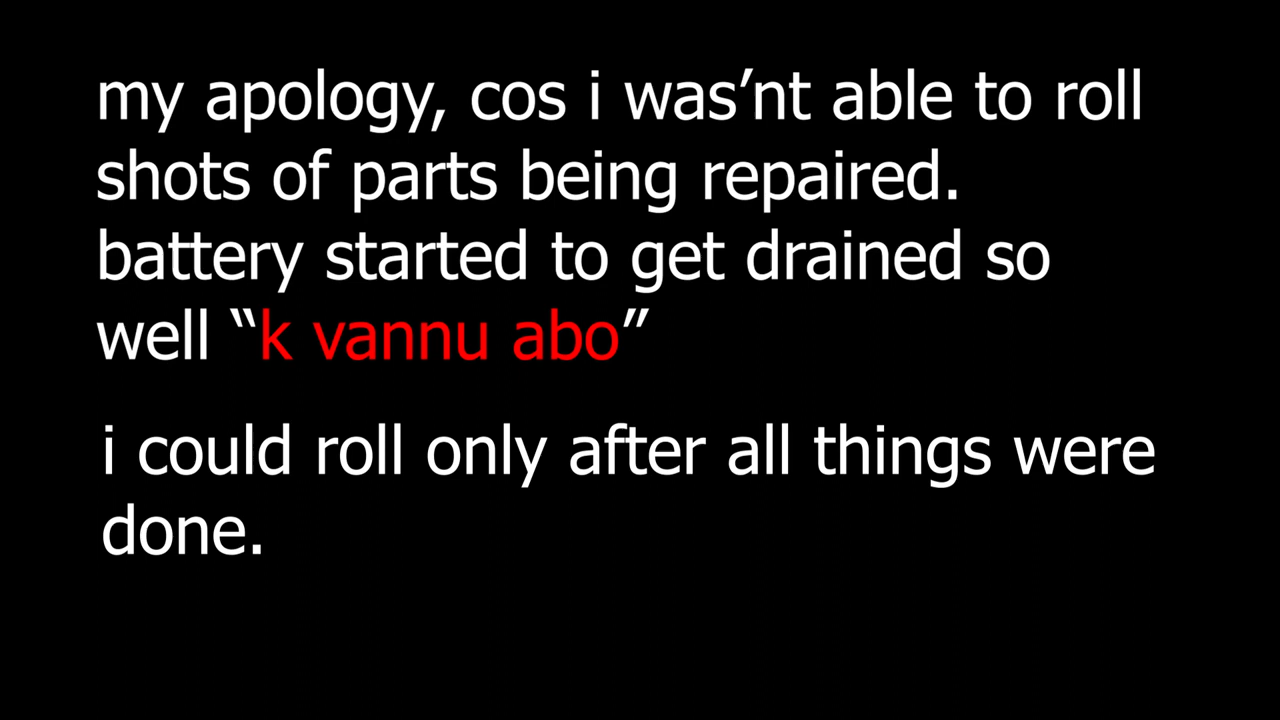 my apology, cos i was’nt able to roll
shots of parts being repaired.
battery started to get drained so
well “k vannu abo”
i could roll only after all things were
done.